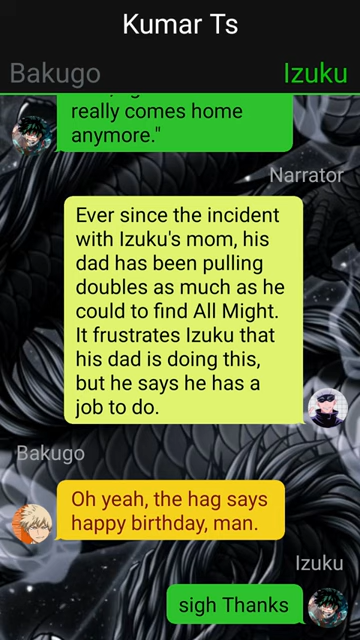 Kumar Ts
Bakugo
Izuku
really comes home
anymore."
Narrator
Ever since the incident
with Izuku's mom, his
dad has been pulling
doubles as much as he
could to find All Might.
It frustrates Izuku that
his dad is doing this,
but he says he has a
job to do.
Bakugo
Oh yeah, the hag says
happy birthday, man.
Izuku
sigh Thanks